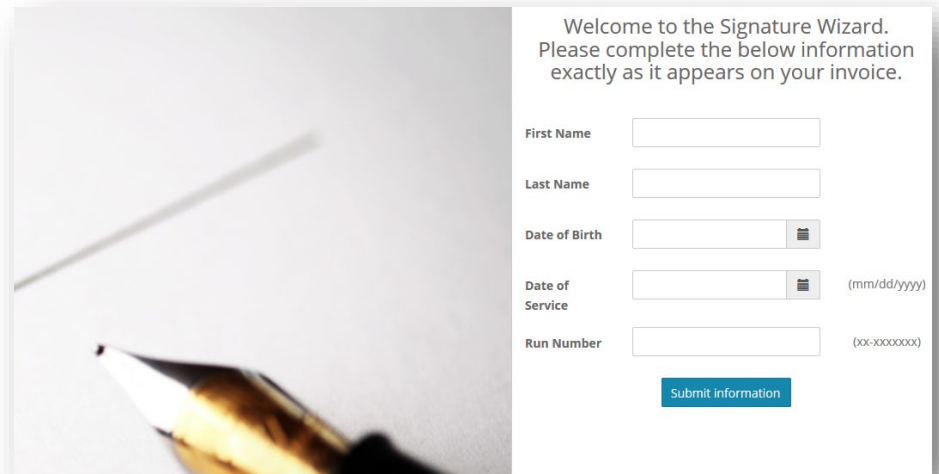 Welcome to the Signature Wizard.
Please complete the below information
exactly as it appears on your invoice.
First Name
Last Name
Date of Birth
Date of (mm/dd/yyyy)
Service
Run Number (xx-xxxxxxx)
Submit information